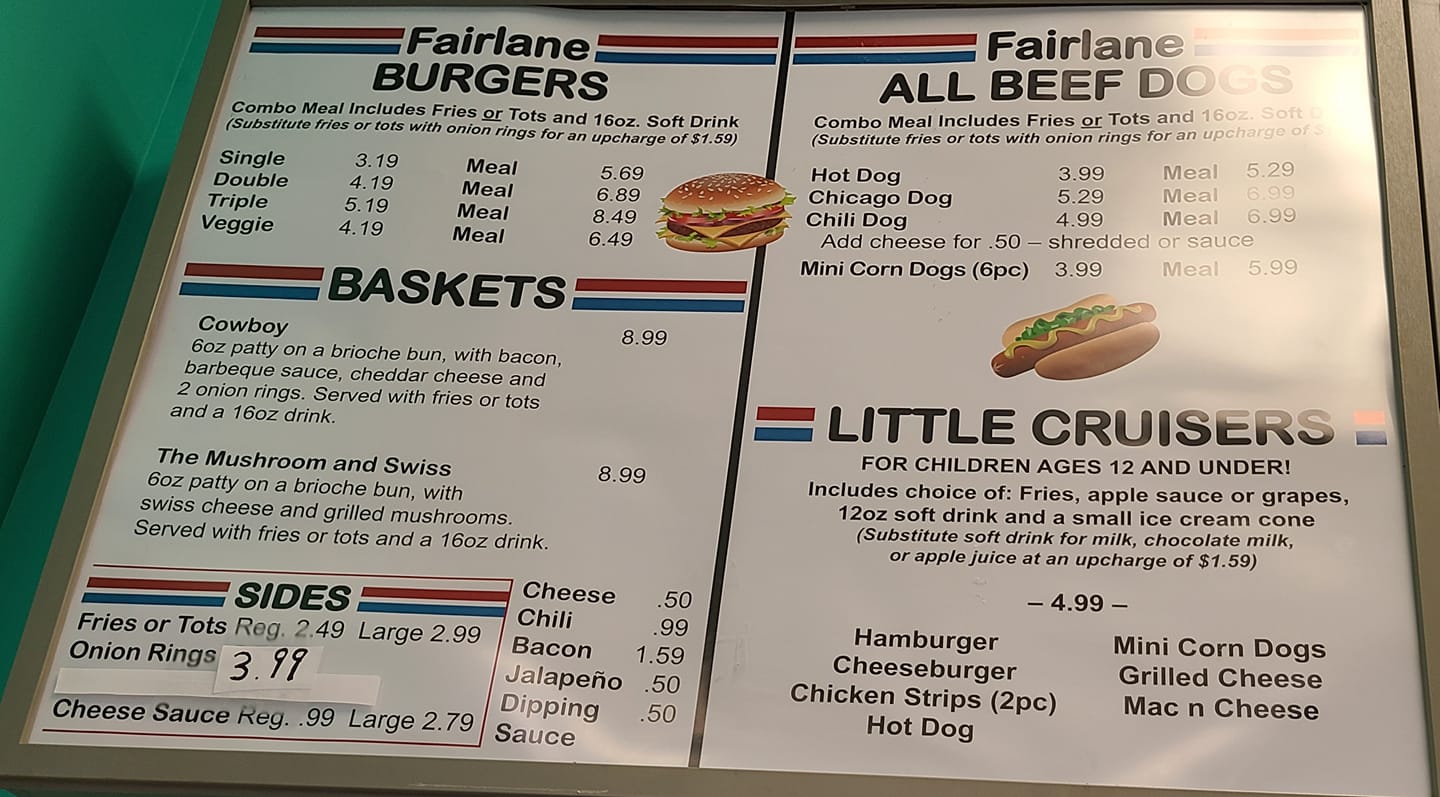 Fairlane
BURGERS
Combo Meal Includes Fries or Tots and 16oz. Soft Drink
(Substitute fries or tots with onion rings for an upcharge of $1.59)
Single 3.19 Meal 5.69
Double 4.19 Meal 6.89
Triple 5.19 Meal 8.49
Veggie 4.19 Meal 6.49
BASKETS
Cowboy 8.99
6oz patty on a brioche bun, with bacon,
barbeque sauce, cheddar cheese and
2 onion rings. Served with fries or tots
and a 16oz drink.
The Mushroom and Swiss 8.99
6oz patty on a brioche bun, with
swiss cheese and grilled mushrooms.
Served with fries or tots and a 16oz drink.
SIDES
Fries or Tots Reg. 2.49 Large 2.99
Onion Rings 3.99
Cheese Sauce Reg. .99 Large 2.79
Cheese .50
Chili .99
Bacon 1.59
Jalapeño .50
Dipping .50
Sauce
Fairlane
ALL BEEF DOGS
Combo Meal Includes Fries or Tots and 16oz. Soft
(Substitute fries or tots with onion rings for an upcharge of
Hot Dog 3.99 Meal 5.29
Chicago Dog 5.29 Meal 6.99
Chili Dog 4.99 Meal 6.99
Add cheese for .50 – shredded or sauce
Mini Corn Dogs (6pc) 3.99 Meal 5.99
LITTLE CRUISERS
FOR CHILDREN AGES 12 AND UNDER!
Includes choice of: Fries, apple sauce or grapes,
12oz soft drink and a small ice cream cone
(Substitute soft drink for milk, chocolate milk,
or apple juice at an upcharge of $1.59)
– 4.99 –
Hamburger
Cheeseburger
Chicken Strips (2pc)
Hot Dog
Mini Corn Dogs
Grilled Cheese
Mac n Cheese